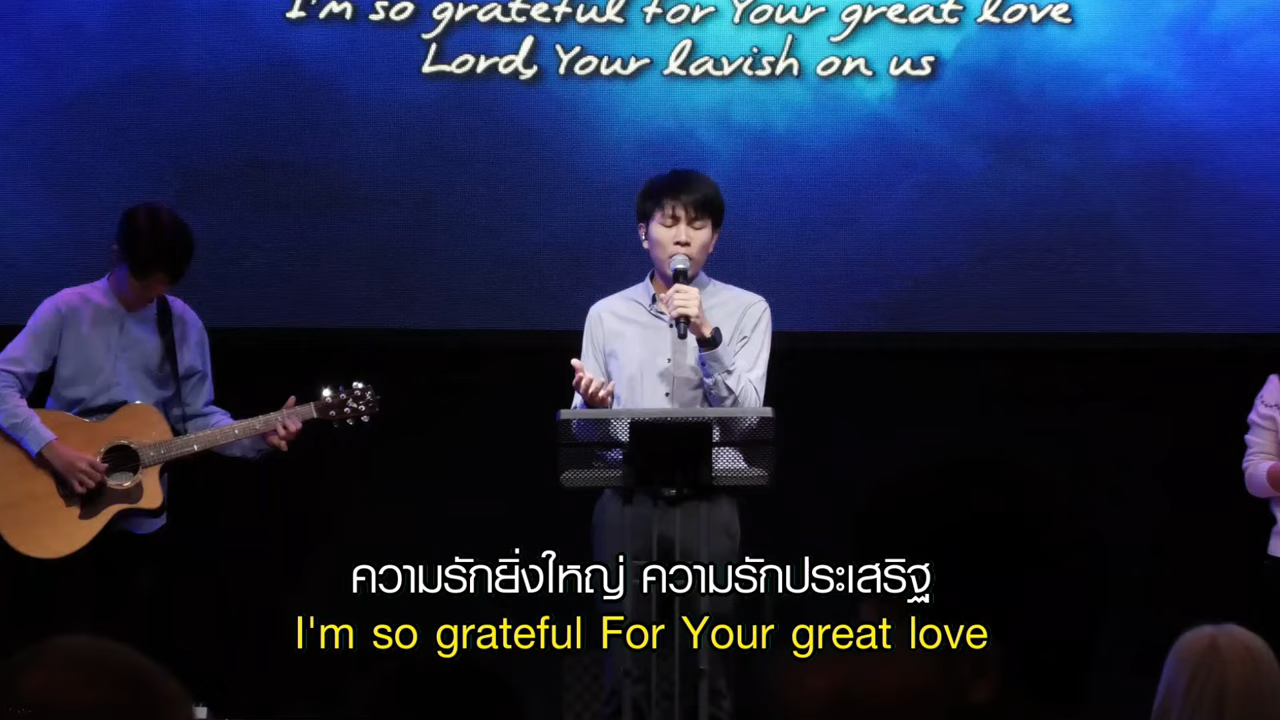 I'm so grateful for Your great love
Lord, Your lavish on us
ความรักยิ่งใหญ่ ความรักประเสริฐ
I'm so grateful For Your great love